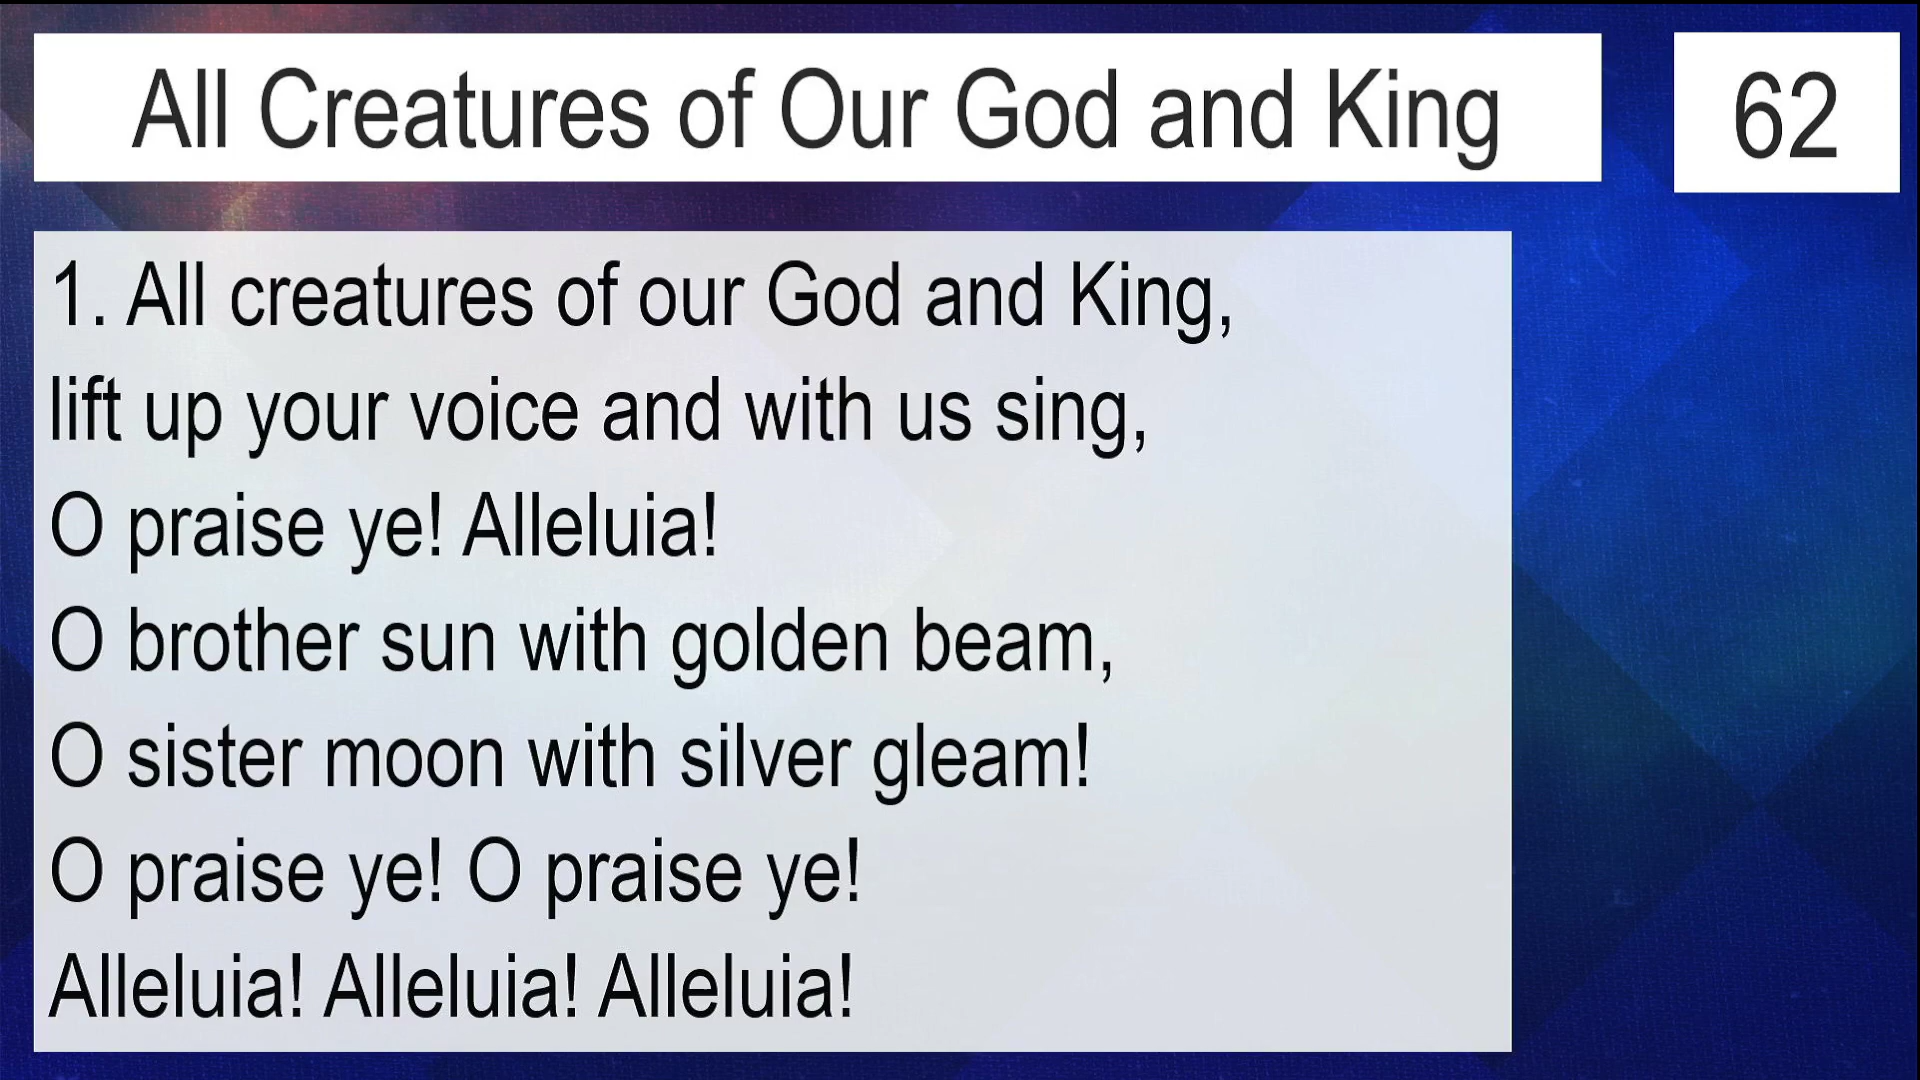 All Creatures of Our God and King
62
1. All creatures of our God and King,
lift up your voice and with us sing,
O praise ye! Alleluia!
O brother sun with golden beam,
O sister moon with silver gleam!
O praise ye! O praise ye!
Alleluia! Alleluia! Alleluia!